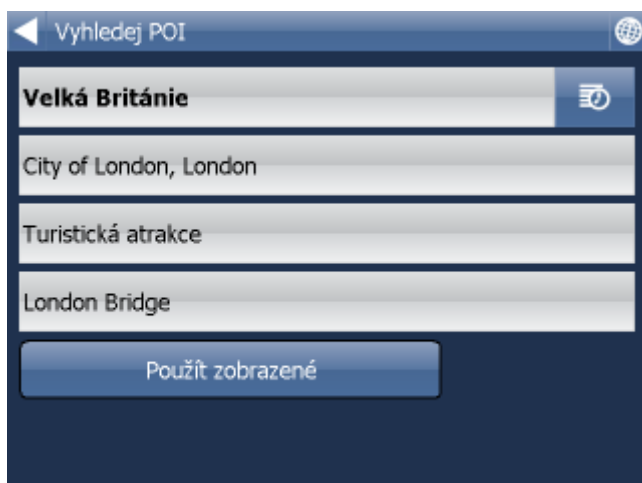 Vyhledej POI
Velká Británie
City of London, London
Turistická atrakce
London Bridge
Použít zobrazené